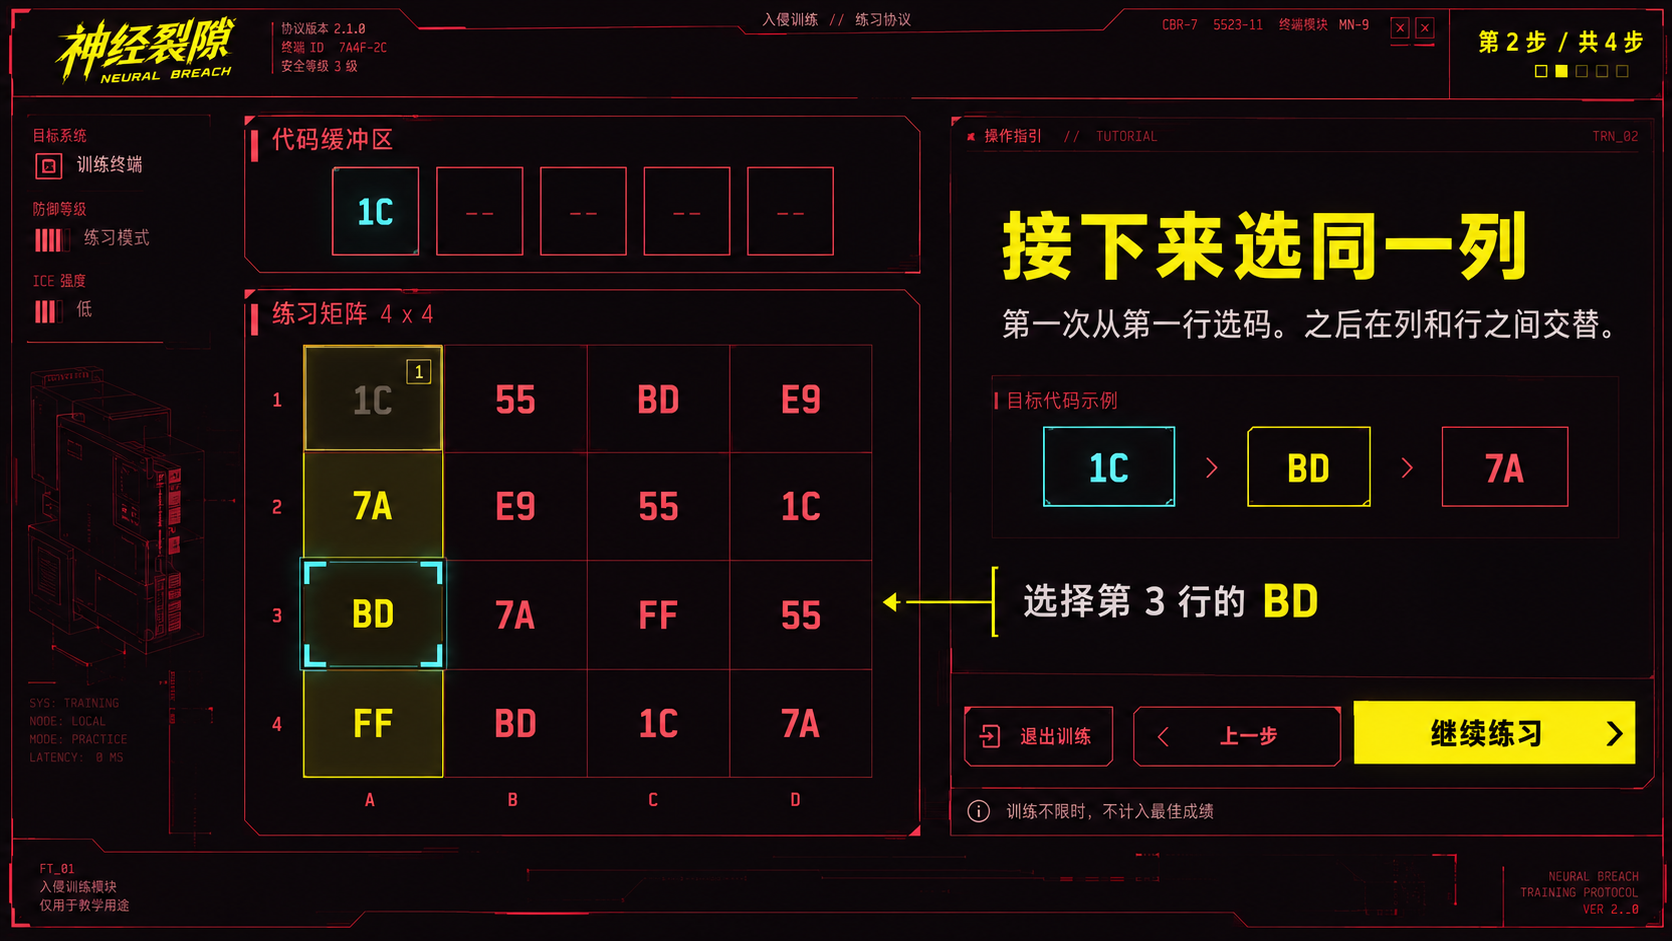 神经裂隙
NEURAL BREACH
协议版本 2.1.0
终端 ID 7A4F-2C
安全等级 3 级
入侵训练 // 练习协议
CBR-7 5523-11 终端模块 MN-9
第 2 步 / 共 4 步
目标系统
训练终端
防御等级
练习模式
ICE 强度
低
SYS: TRAINING
NODE: LOCAL
MODE: PRACTICE
LATENCY: 0 MS
代码缓冲区
1C -- -- -- --
练习矩阵 4 x 4
1 1C 1 55 BD E9
2 7A E9 55 1C
3 BD 7A FF 55
4 FF BD 1C 7A
A B C D
操作指引 // TUTORIAL
TRN_02
接下来选同一列
第一次从第一行选码。之后在列和行之间交替。
目标代码示例
1C > BD > 7A
选择第 3 行的 BD
退出训练
上一步
继续练习
训练不限时，不计入最佳成绩
FT_01
入侵训练模块
仅用于教学用途
NEURAL BREACH
TRAINING PROTOCOL
VER 2..0